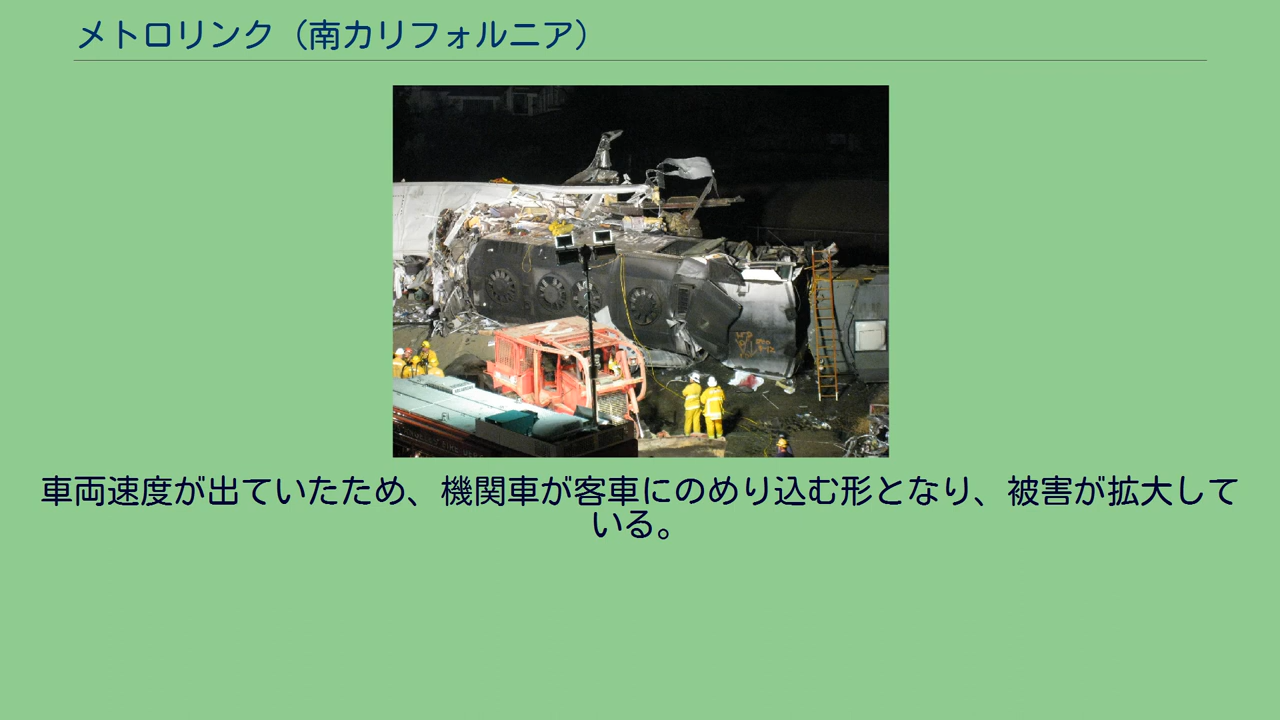 メトロリンク（南カリフォルニア）
車両速度が出ていたため、機関車が客車にのめり込む形となり、被害が拡大して
いる。